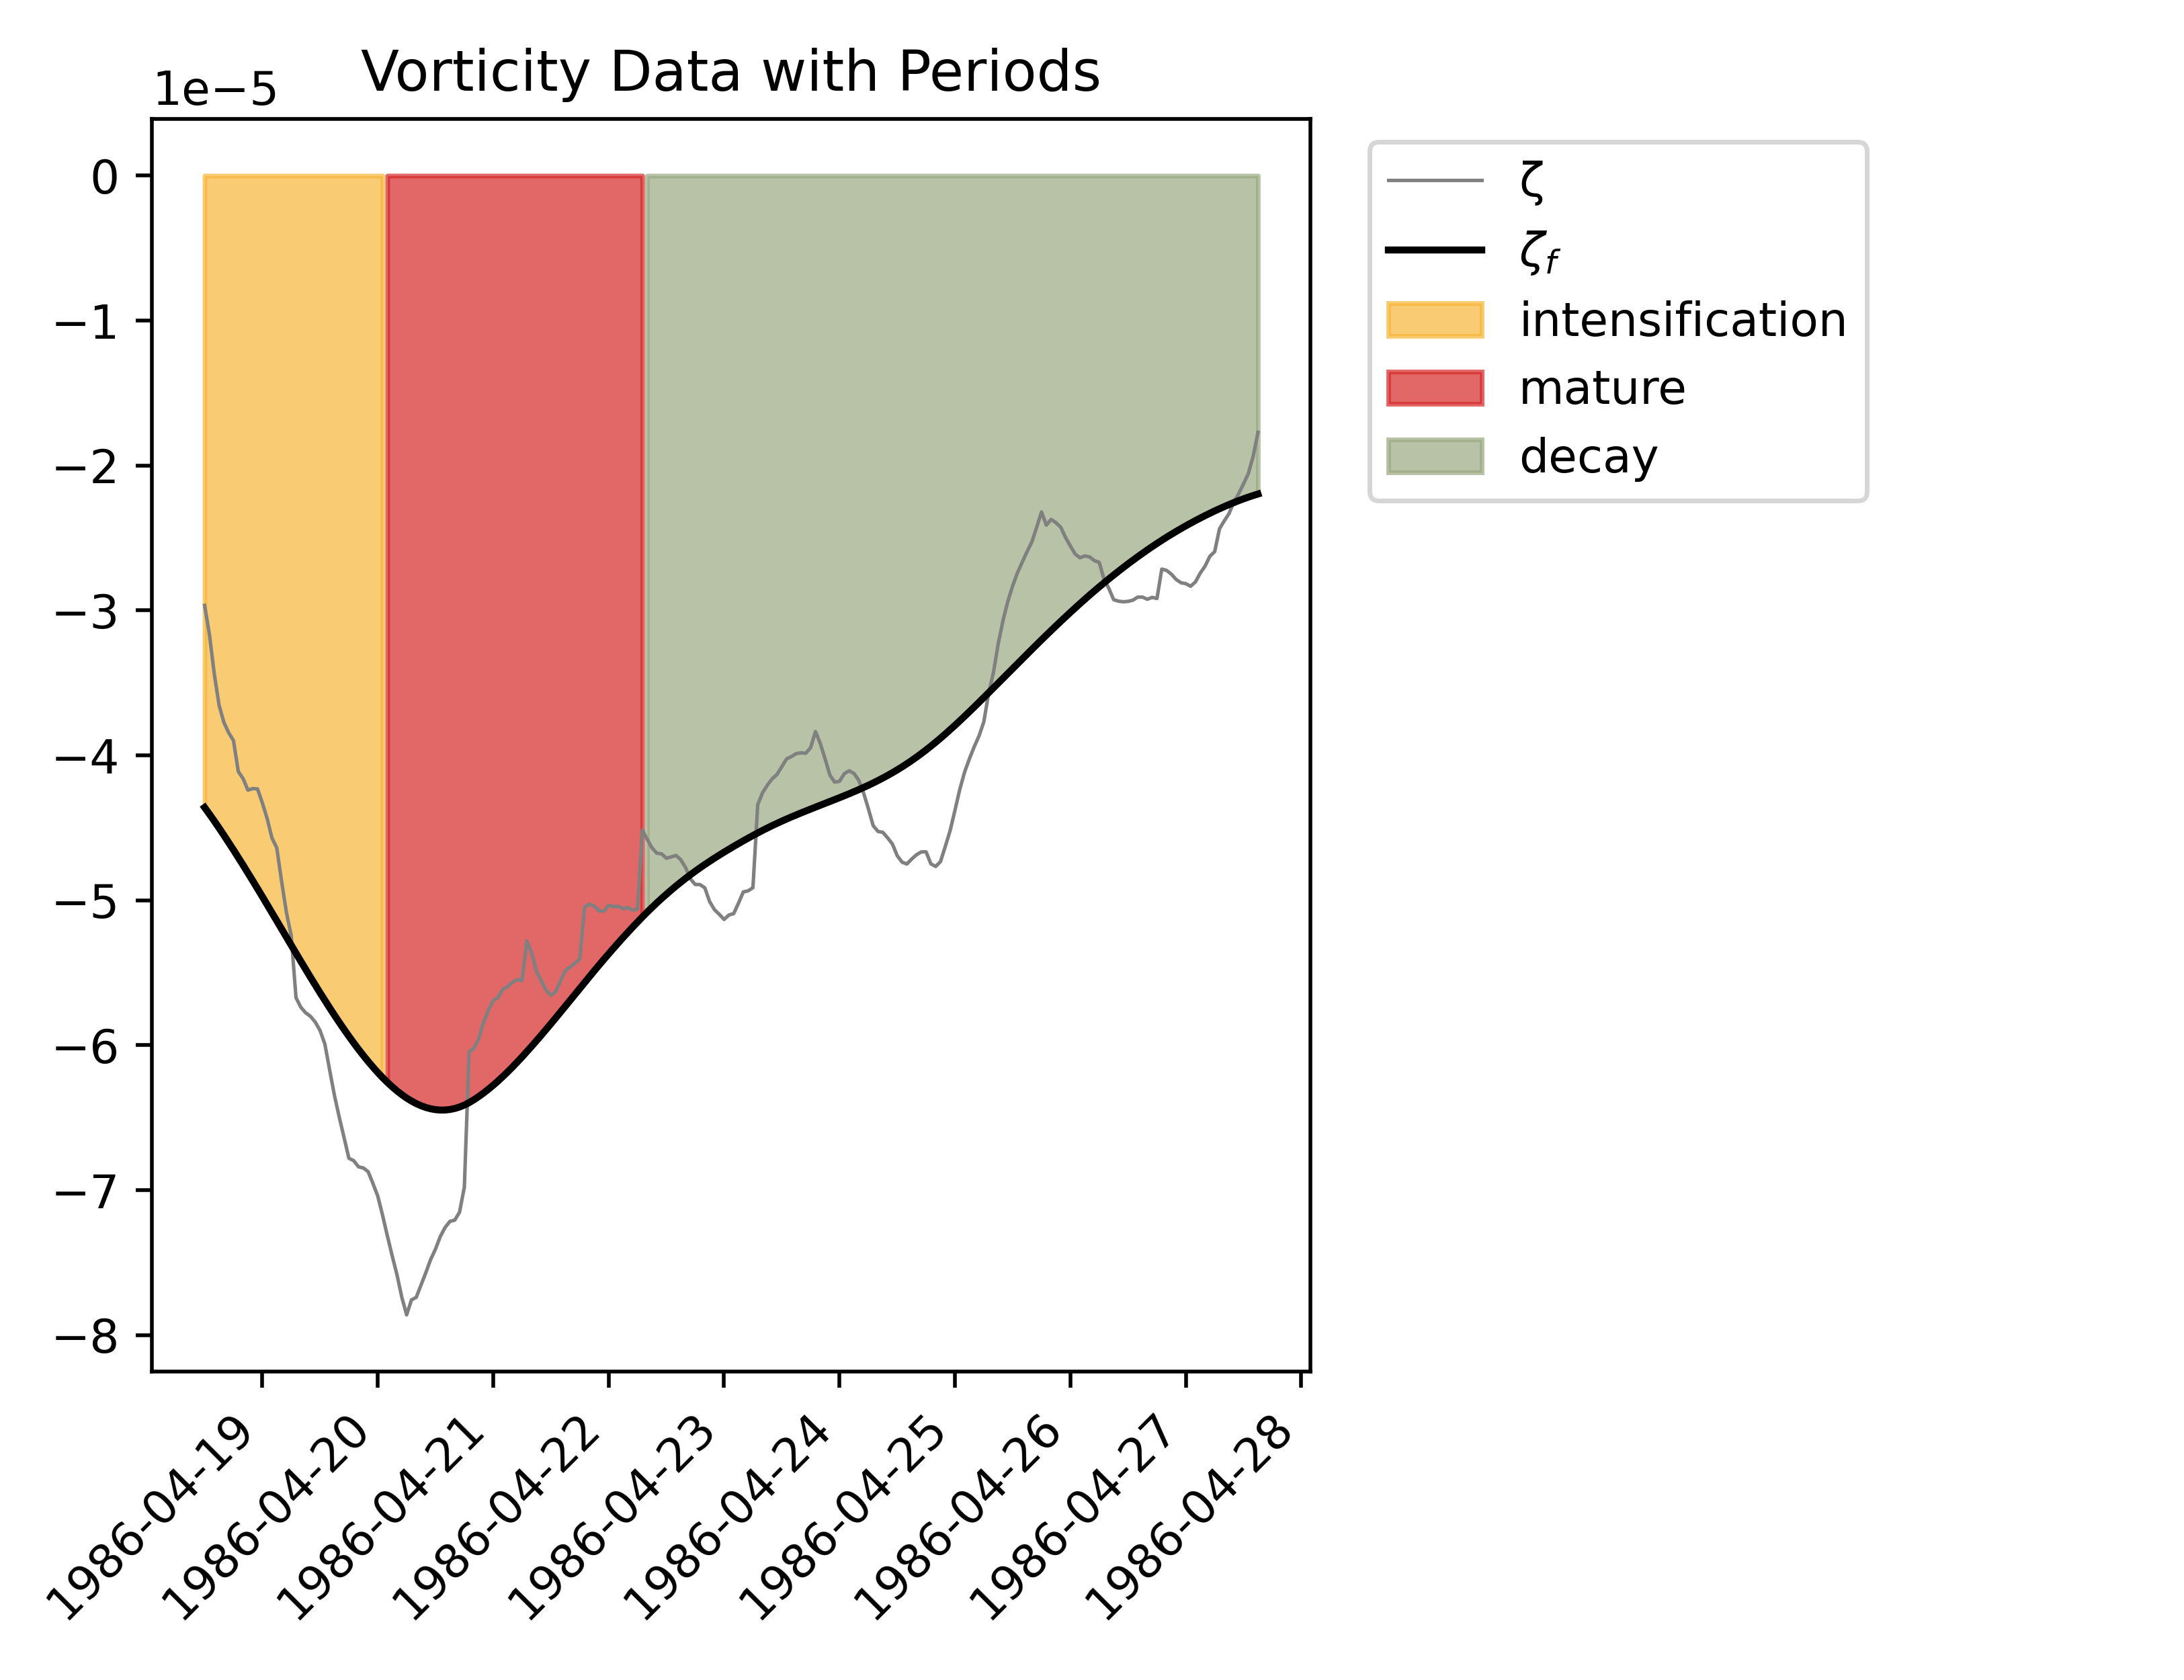 Vorticity Data with Periods
1e−5
0
−1
−2
−3
−4
−5
−6
−7
−8
1986-04-19
1986-04-20
1986-04-21
1986-04-22
1986-04-23
1986-04-24
1986-04-25
1986-04-26
1986-04-27
1986-04-28
ζ
ζf
intensification
mature
decay